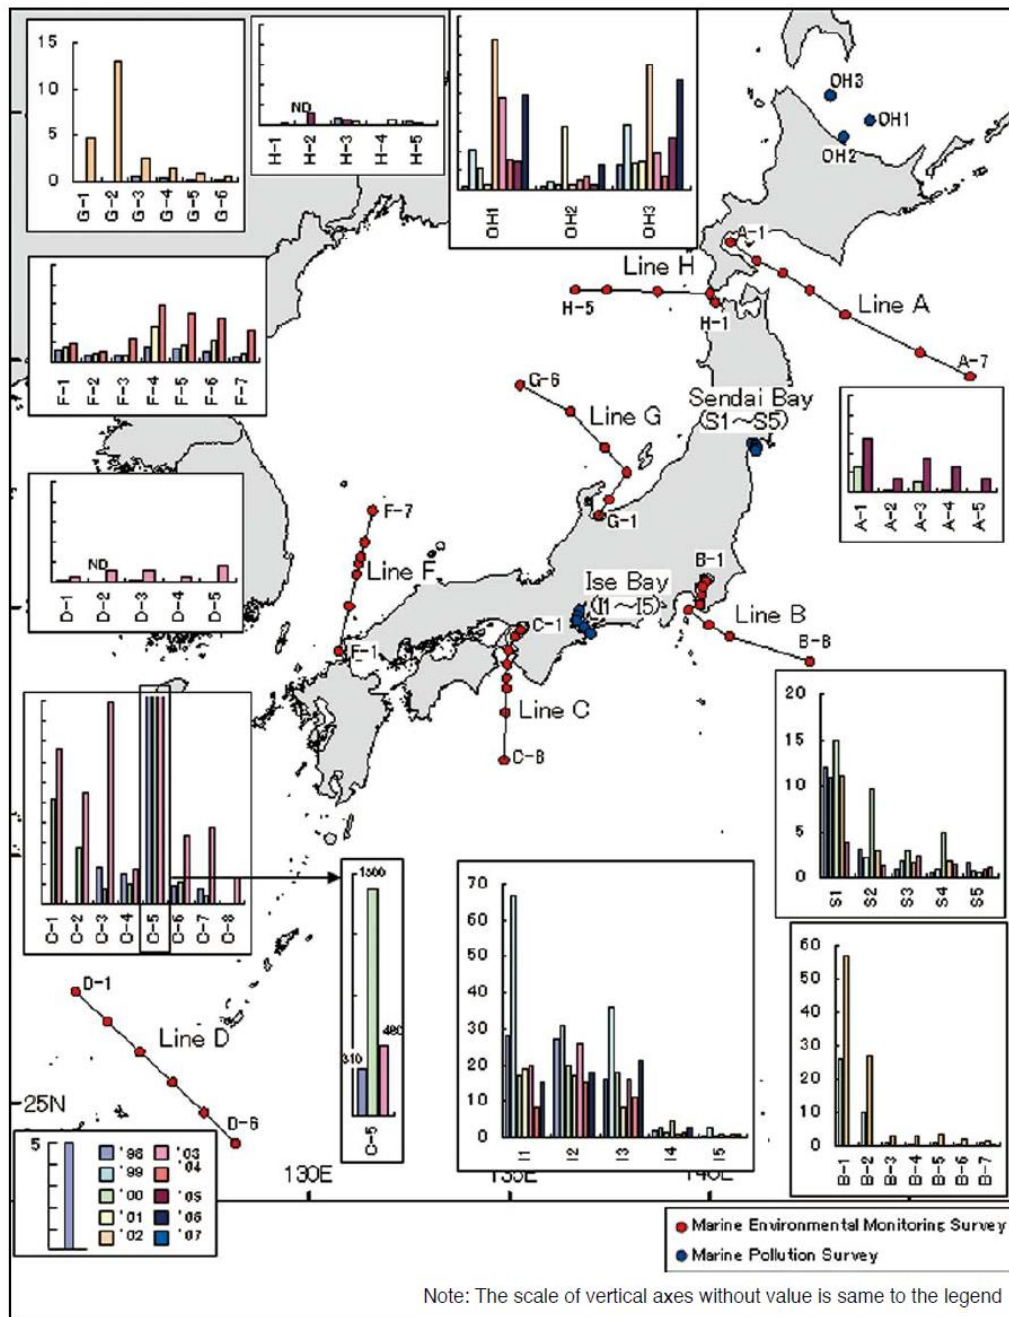 15
10
5
0
G-1
G-2
G-3
G-4
G-5
G-6
ND
H-1
H-2
H-3
H-4
H-5
OH1
OH2
OH3
OH3
OH1
OH2
A-1
Line H
H-5
H-1
Line A
A-7
F-1
F-2
F-3
F-4
F-5
F-6
F-7
G-6
Line G
G-1
Sendai Bay
(S1～S5)
A-1
A-2
A-3
A-4
A-5
ND
D-1
D-2
D-3
D-4
D-5
F-7
Line F
F-1
B-1
Ise Bay
(I1～I5)
Line B
B-8
C-1
Line C
C-8
C-1
C-2
C-3
C-4
C-5
C-6
C-7
C-8
1500
310
480
C-5
20
15
10
5
0
S1
S2
S3
S4
S5
70
60
50
40
30
20
10
0
I1
I2
I3
I4
I5
60
50
40
30
20
10
0
B-1
B-2
B-3
B-4
B-5
B-6
B-7
D-1
Line D
D-6
25N
130E
135E
140E
5
'98 '03
'99 '04
'00 '05
'01 '06
'02 '07
Marine Environmental Monitoring Survey
Marine Pollution Survey
Note: The scale of vertical axes without value is same to the legend